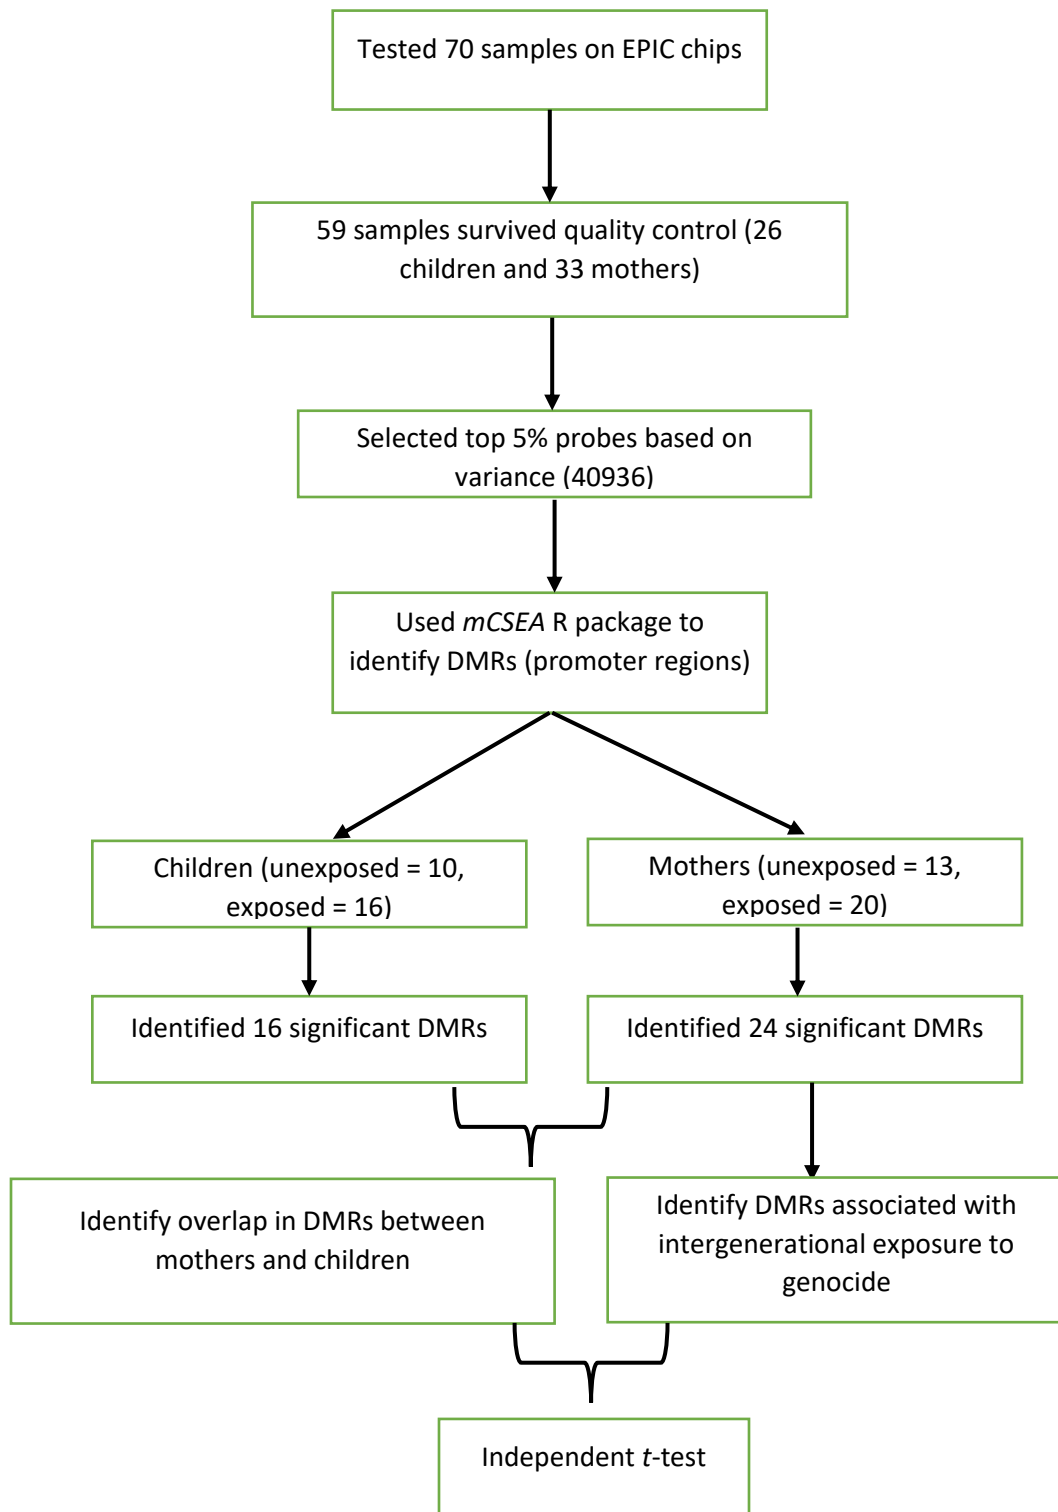 Tested 70 samples on EPIC chips
59 samples survived quality control (26
children and 33 mothers)
Selected top 5% probes based on
variance (40936)
Used mCSEA R package to
identify DMRs (promoter regions)
Children (unexposed = 10,
exposed = 16)
Mothers (unexposed = 13,
exposed = 20)
Identified 16 significant DMRs
Identified 24 significant DMRs
Identify overlap in DMRs between
mothers and children
Identify DMRs associated with
intergenerational exposure to
genocide
Independent t-test